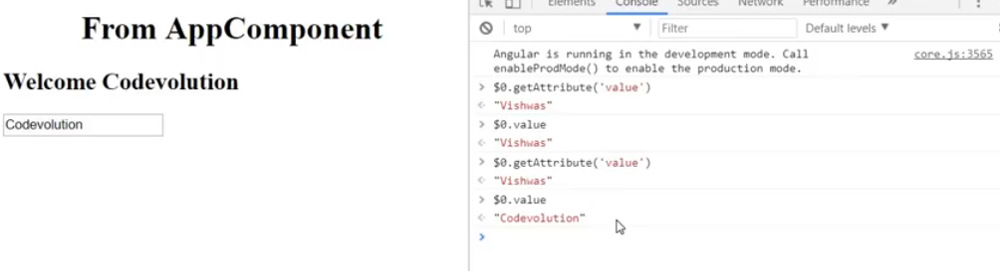 From AppComponent
Welcome Codevolution
Codevolution
Elements Console Sources Network Performance »
top Filter Default levels
Angular is running in the development mode. Call core.js:3565
enableProdMode() to enable the production mode.
> $0.getAttribute('value')
< "Vishwas"
> $0.value
< "Vishwas"
> $0.getAttribute('value')
< "Vishwas"
> $0.value
< "Codevolution"
>